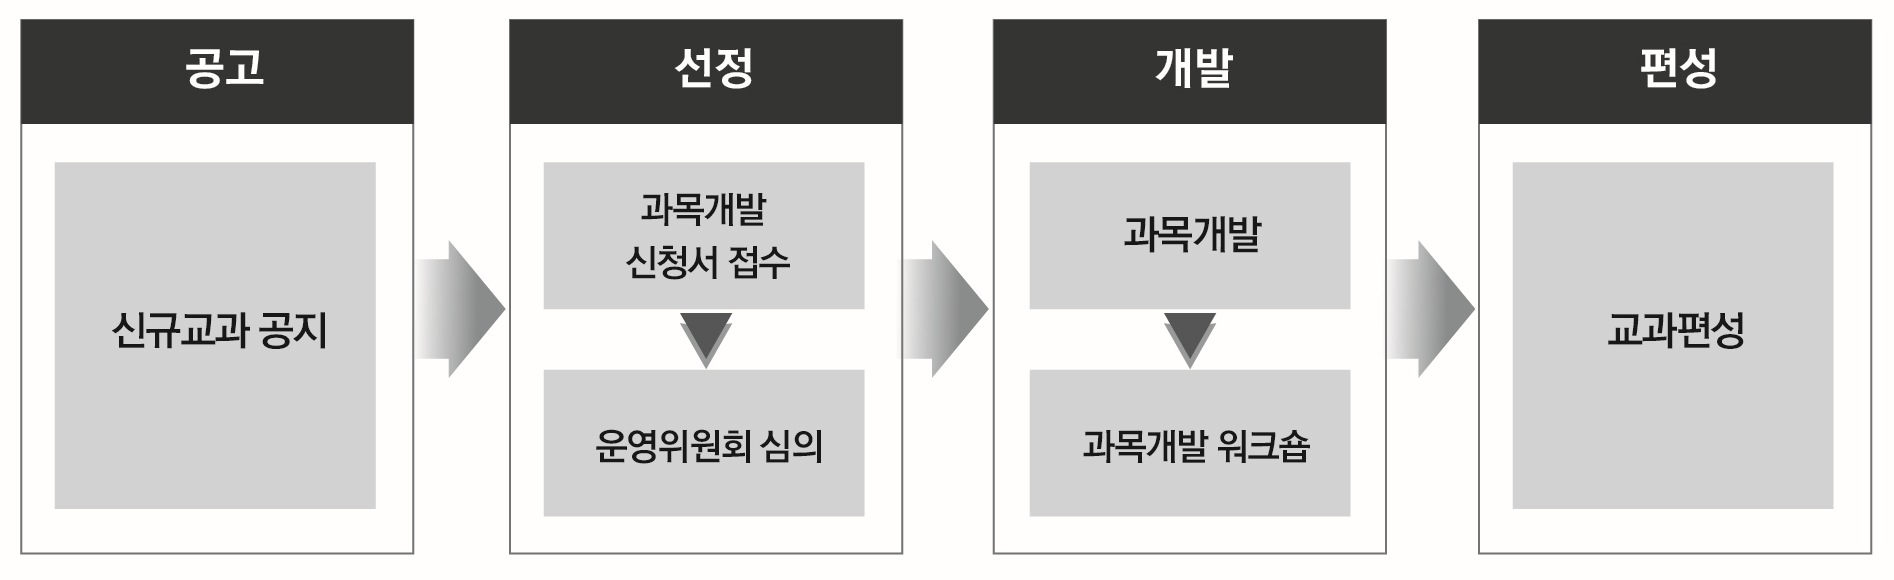 공고
신규교과 공지
선정
과목개발
신청서 접수
운영위원회 심의
개발
과목개발
과목개발 워크숍
편성
교과편성